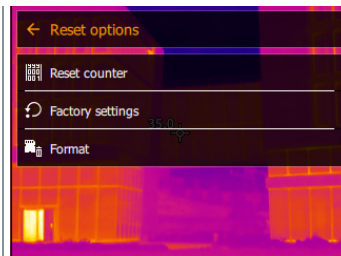 Reset options
Reset counter
Factory settings
35.0
Format